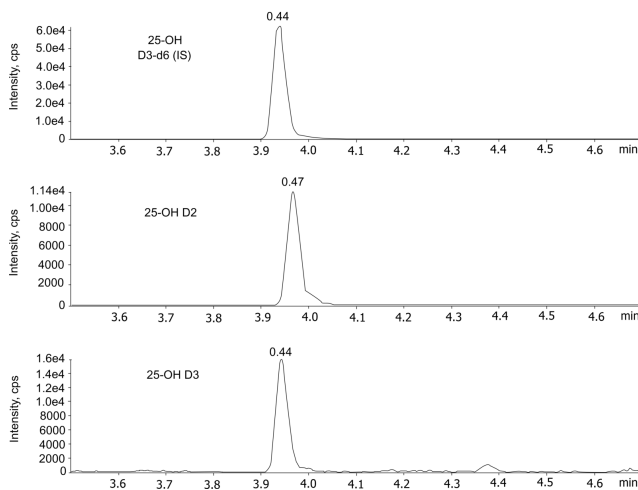 0.44
6.0e4
5.0e4
4.0e4
3.0e4
2.0e4
1.0e4
0
Intensity, cps
25-OH
D3-d6 (IS)
3.6 3.7 3.8 3.9 4.0 4.1 4.2 4.3 4.4 4.5 4.6 min
0.47
1.14e4
1.00e4
8000
6000
4000
2000
0
Intensity, cps
25-OH D2
3.6 3.7 3.8 3.9 4.0 4.1 4.2 4.3 4.4 4.5 4.6 min
0.44
1.6e4
1.4e4
1.2e4
1.0e4
8000
6000
4000
2000
0
Intensity, cps
25-OH D3
3.6 3.7 3.8 3.9 4.0 4.1 4.2 4.3 4.4 4.5 4.6 min